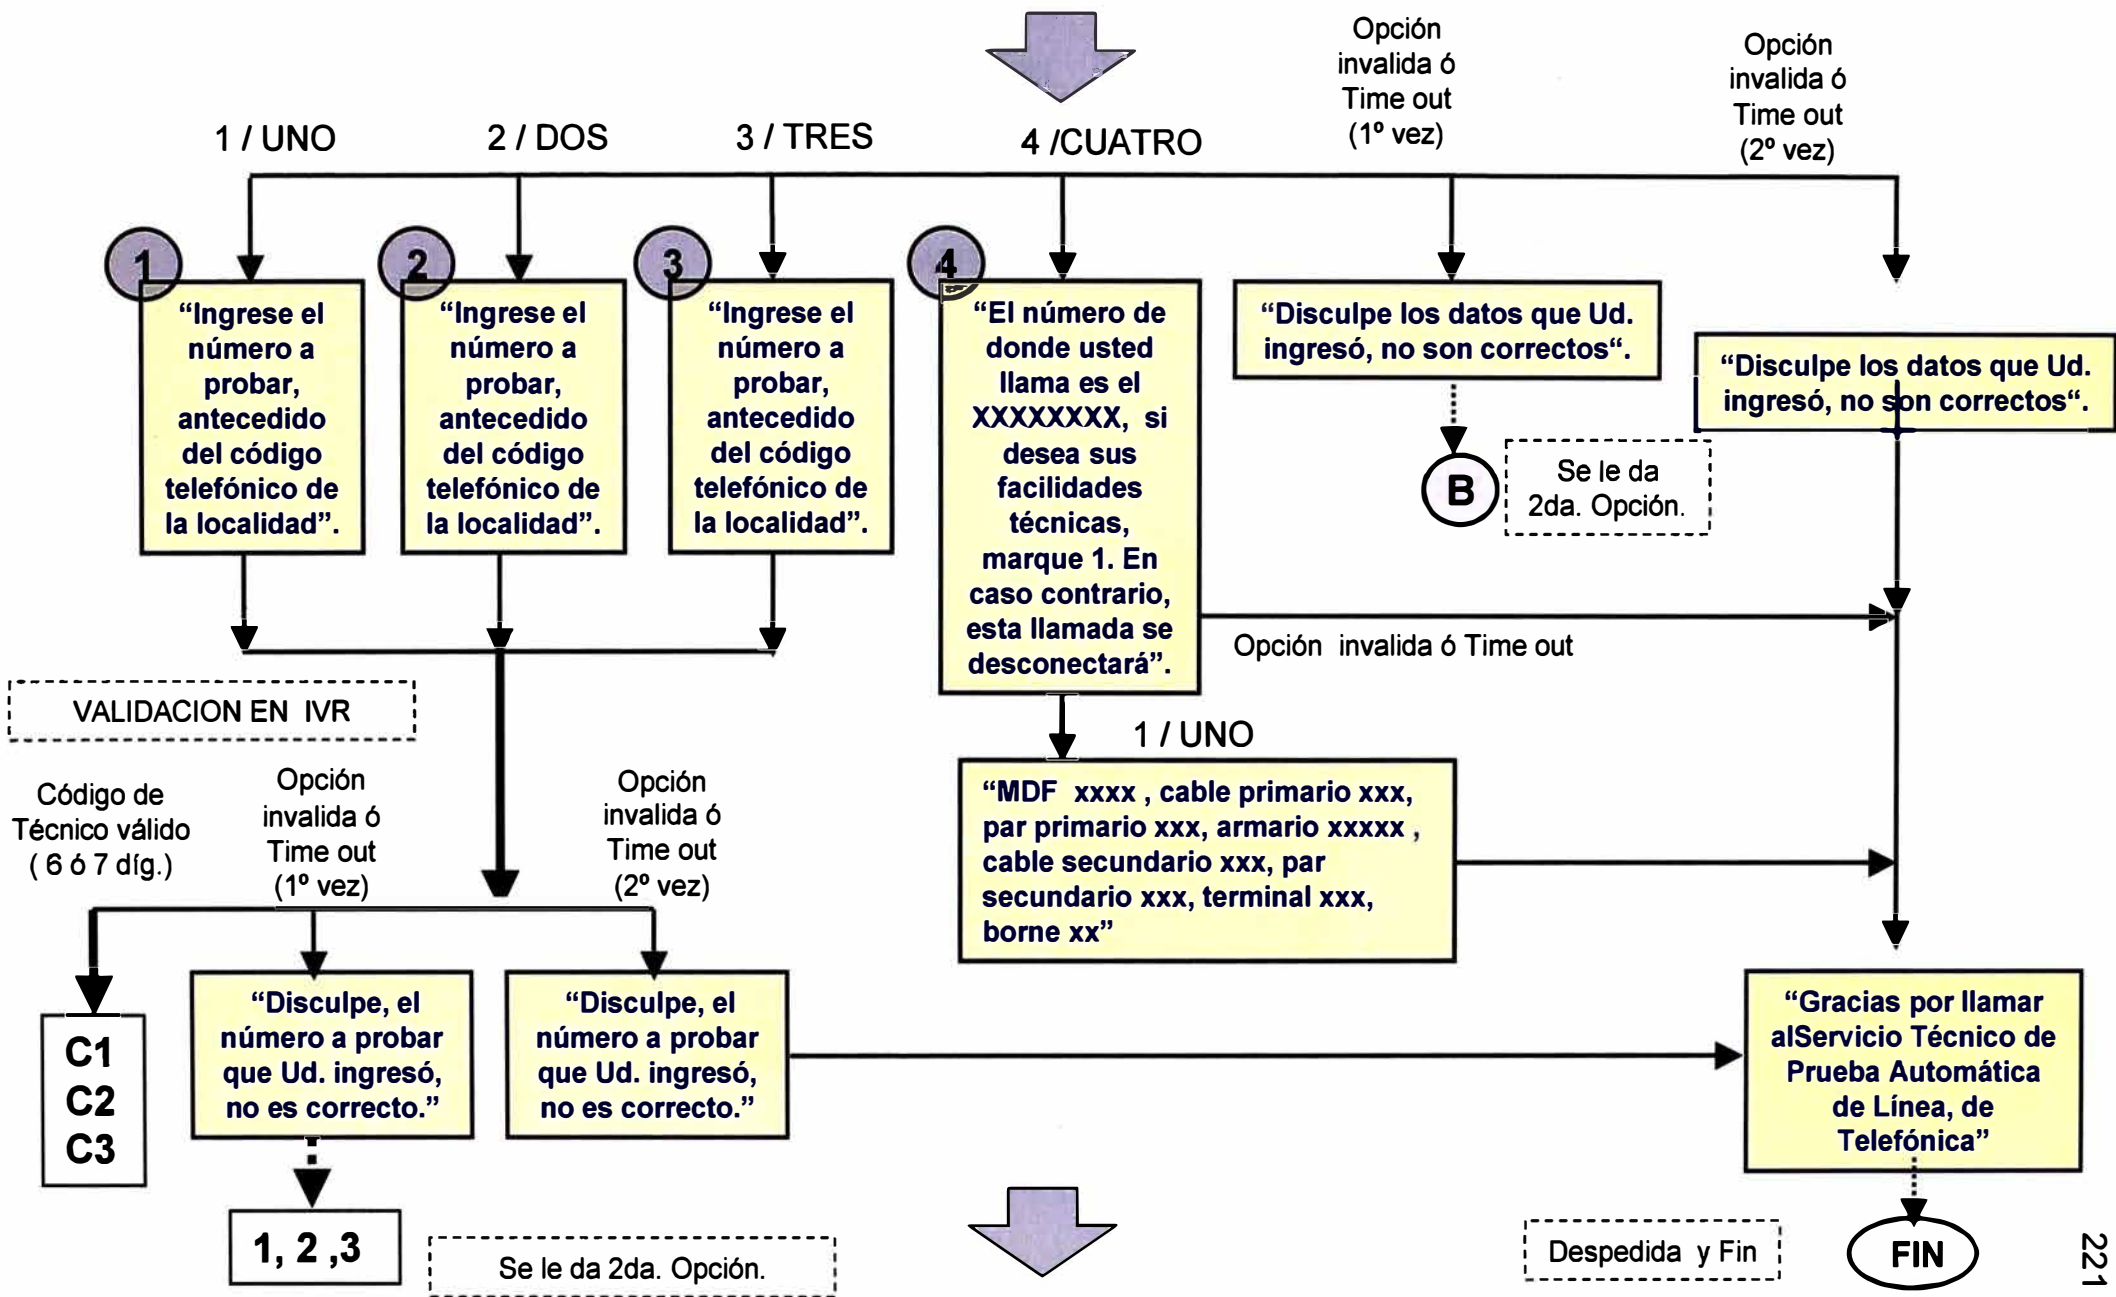 Opción
invalida ó
Time out
(1º vez)
Opción
invalida ó
Time out
(2º vez)
1 / UNO
2 / DOS
3 / TRES
4 /CUATRO
1
“Ingrese el
número a
probar,
antecedido
del código
telefónico de
la localidad”.
2
“Ingrese el
número a
probar,
antecedido
del código
telefónico de
la localidad”.
3
“Ingrese el
número a
probar,
antecedido
del código
telefónico de
la localidad”.
4
“El número de
donde usted
llama es el
XXXXXXXX, si
desea sus
facilidades
técnicas,
marque 1. En
caso contrario,
esta llamada se
desconectará”.
“Disculpe los datos que Ud.
ingresó, no son correctos“.
“Disculpe los datos que Ud.
ingresó, no son correctos“.
B
Se le da
2da. Opción.
Opción invalida ó Time out
VALIDACION EN IVR
1 / UNO
“MDF xxxx , cable primario xxx,
par primario xxx, armario xxxxx ,
cable secundario xxx, par
secundario xxx, terminal xxx,
borne xx”
Código de
Técnico válido
( 6 ó 7 díg.)
Opción
invalida ó
Time out
(1º vez)
Opción
invalida ó
Time out
(2º vez)
C1
C2
C3
“Disculpe, el
número a probar
que Ud. ingresó,
no es correcto.”
“Disculpe, el
número a probar
que Ud. ingresó,
no es correcto.”
“Gracias por llamar
alServicio Técnico de
Prueba Automática
de Línea, de
Telefónica”
1, 2 ,3
Se le da 2da. Opción.
Despedida y Fin
FIN
221